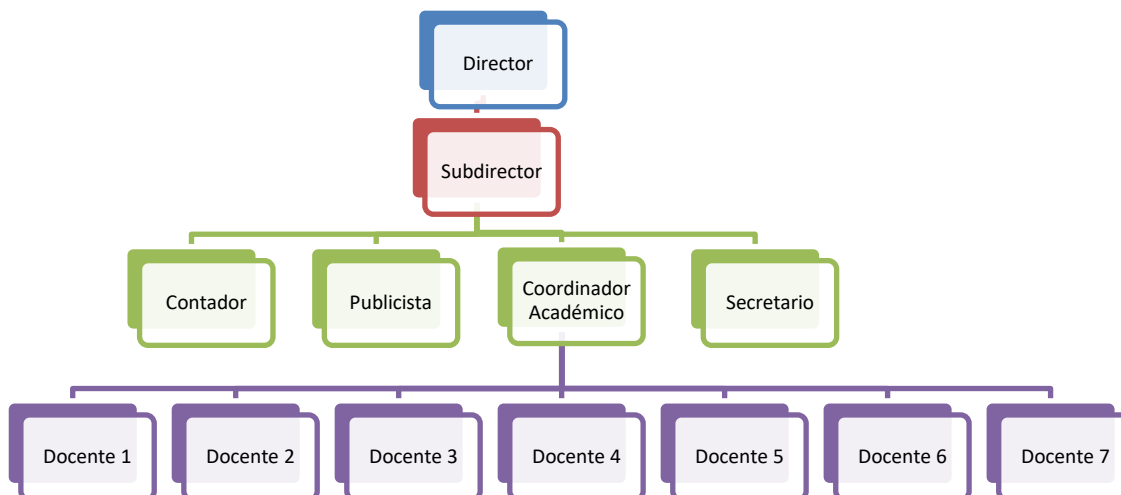 Director
Subdirector
Contador
Publicista
Coordinador
Académico
Secretario
Docente 1
Docente 2
Docente 3
Docente 4
Docente 5
Docente 6
Docente 7